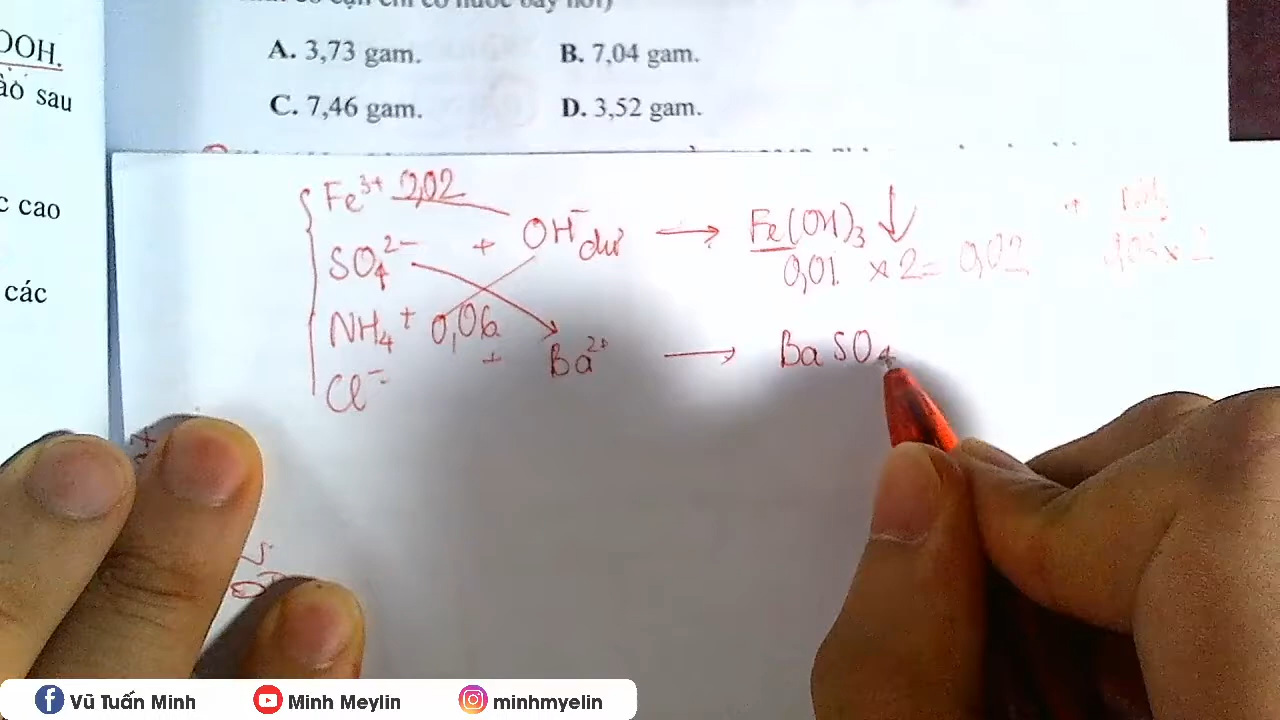 OOH.
sau
c cao
các
A. 3,73 gam.
B. 7,04 gam.
C. 7,46 gam.
D. 3,52 gam.
Fe³⁺ 0,02
SO₄²⁻ + OH⁻ dư → Fe(OH)₃ ↓
0,01 × 2 = 0,02
NH₄⁺ 0,06
+ Ba²⁺ → BaSO₄
Cl⁻
Vũ Tuấn Minh
Minh Meylin
minhmyelin